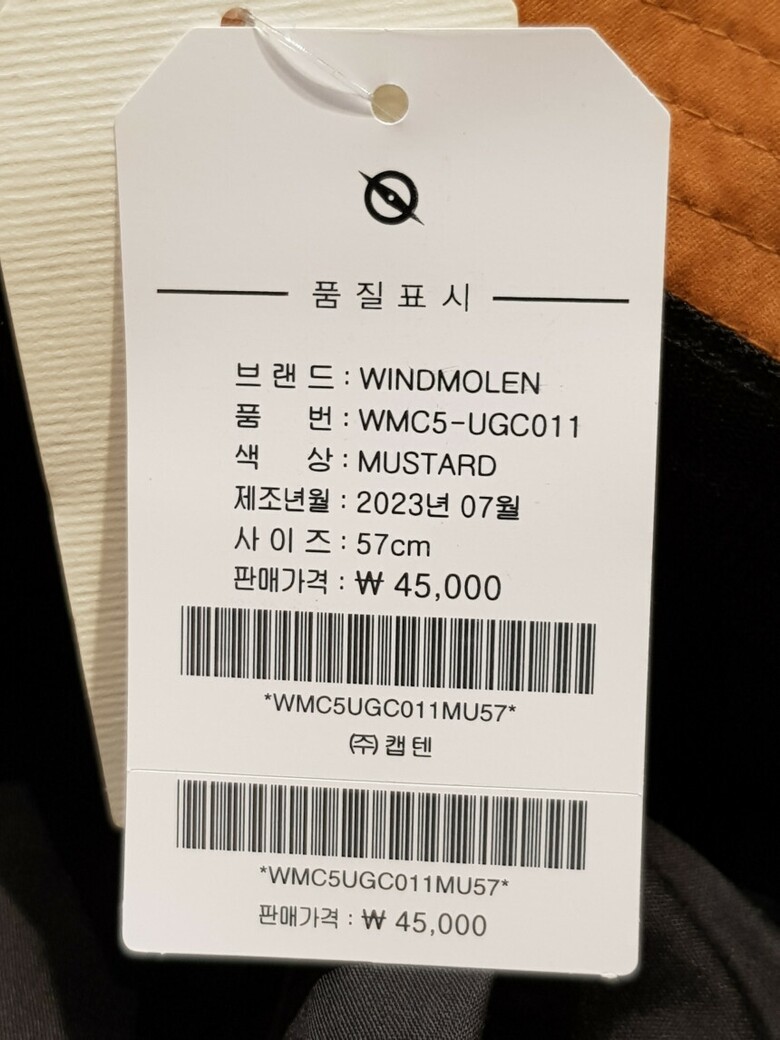 품질표시
브랜드 : WINDMOLEN
품 번 : WMC5-UGC011
색 상 : MUSTARD
제조년월 : 2023년 07월
사이즈 : 57cm
판매가격 : ₩ 45,000
*WMC5UGC011MU57*
㈜캡텐
*WMC5UGC011MU57*
판매가격 : ₩ 45,000